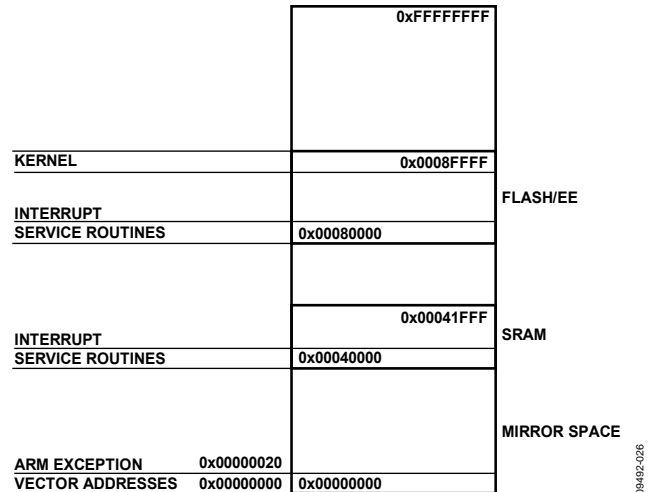 0xFFFFFFFF
KERNEL
0x0008FFFF
FLASH/EE
INTERRUPT
SERVICE ROUTINES
0x00080000
0x00041FFF
SRAM
INTERRUPT
SERVICE ROUTINES
0x00040000
MIRROR SPACE
ARM EXCEPTION 0x00000020
VECTOR ADDRESSES 0x00000000 0x00000000
09492-026